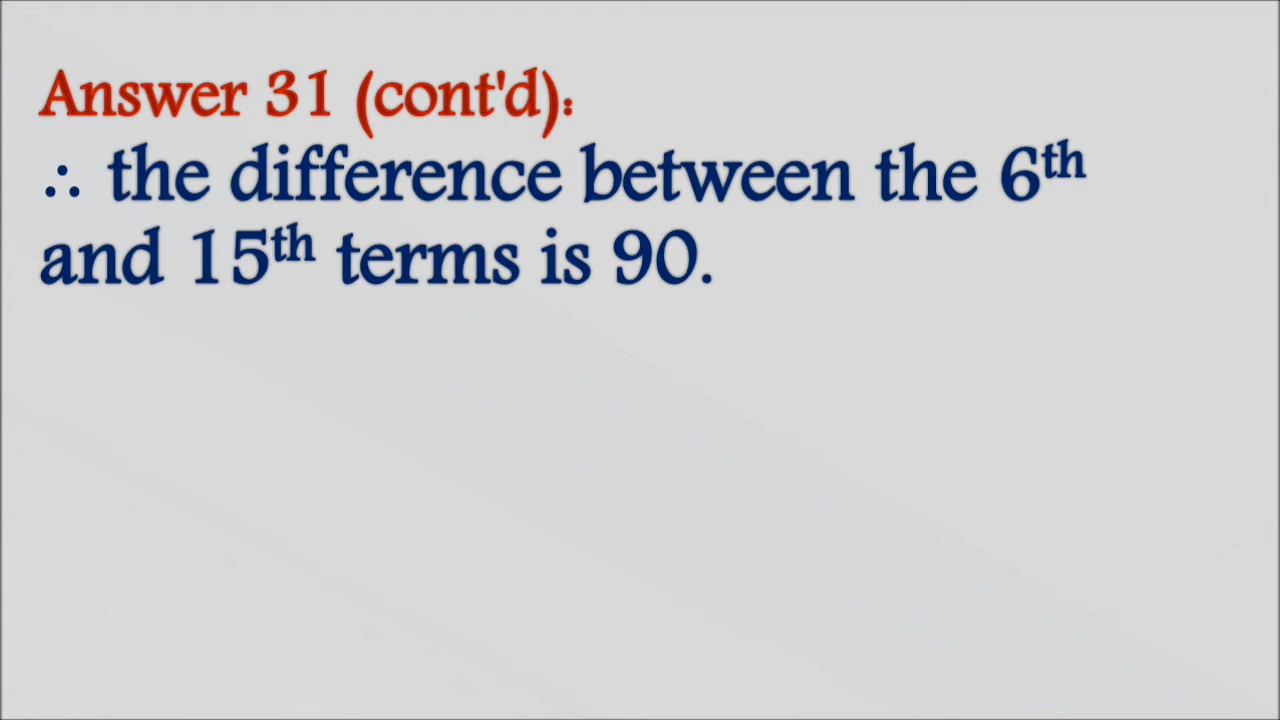 Answer 31 (cont'd):
∴ the difference between the 6th
and 15th terms is 90.